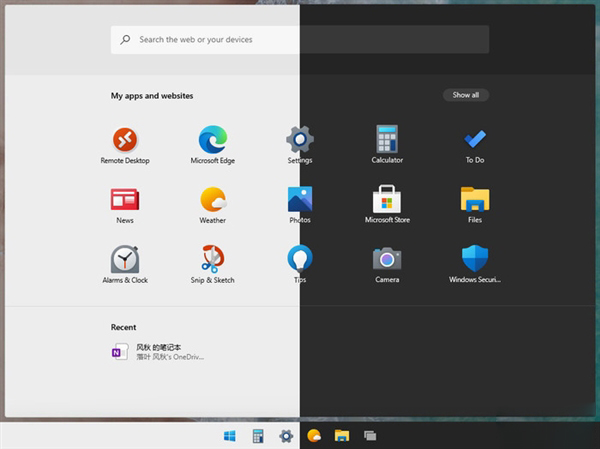 Search the web or your devices
My apps and websites
Show all
Remote Desktop
Microsoft Edge
Settings
Calculator
To Do
News
Weather
Photos
Microsoft Store
Files
Alarms & Clock
Snip & Sketch
Tips
Camera
Windows Securi...
Recent
风秋 的笔记本
落叶 风秋's OneDriv...